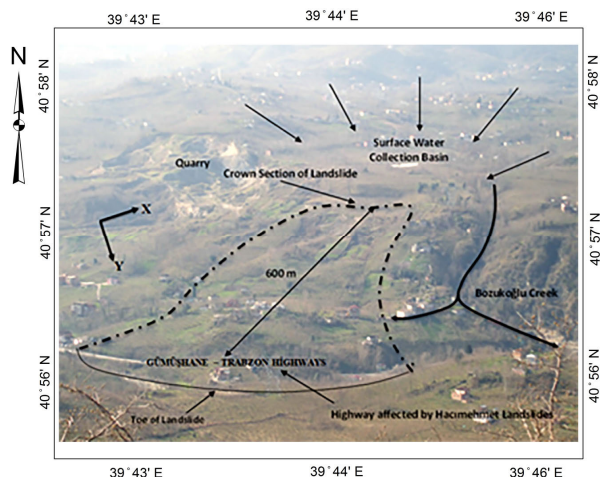 39°43' E
39°44' E
39°46' E
N
40°58' N
40°58' N
Surface Water
Collection Basin
Quarry
Crown Section of Landslide
X
40°57' N
40°57' N
Y
600 m
Bozukoğlu Creek
GÜMÜŞHANE – TRABZON HIGHWAYS
40°56' N
40°56' N
Toe of Landslide
Highway affected by Hacımehmet Landslides
39°43' E
39°44' E
39°46' E